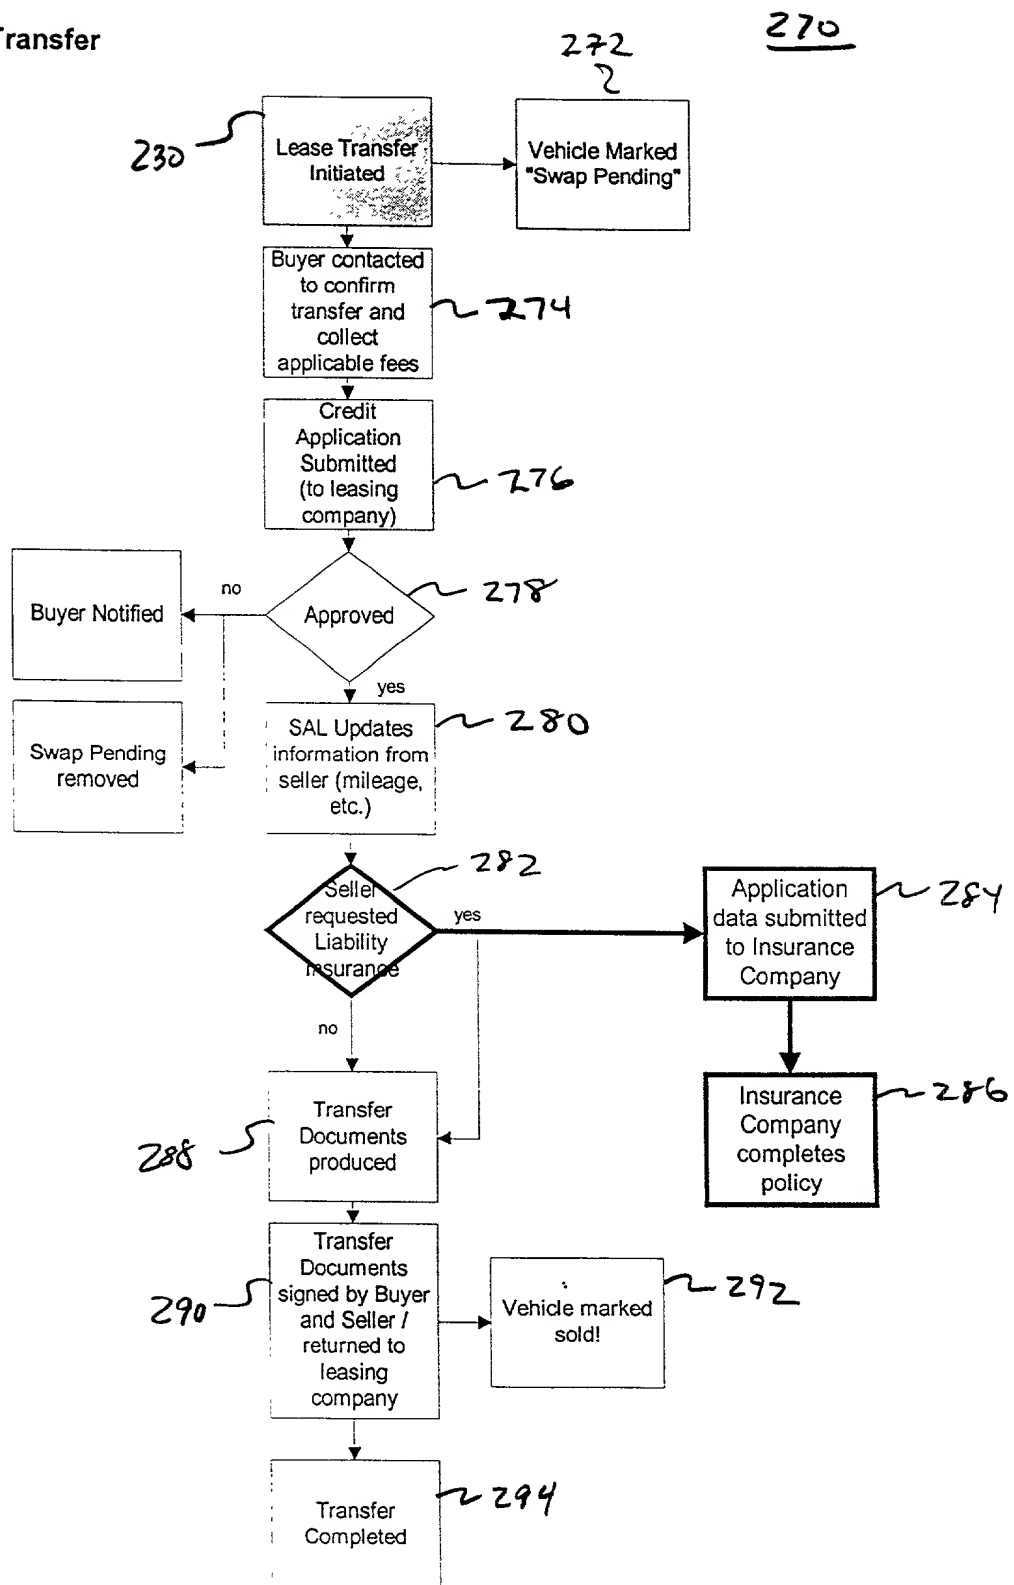 Transfer
270
272
230
Lease Transfer
Initiated
Vehicle Marked
"Swap Pending"
Buyer contacted
to confirm
transfer and
collect
applicable fees
274
Credit
Application
Submitted
(to leasing
company)
276
no
Buyer Notified
Approved
278
yes
Swap Pending
removed
SAL Updates
information from
seller (mileage,
etc.)
280
Seller
requested
Liability
insurance
282
yes
Application
data submitted
to Insurance
Company
284
no
Insurance
Company
completes
policy
286
Transfer
Documents
produced
288
Transfer
Documents
signed by Buyer
and Seller /
returned to
leasing
company
290
Vehicle marked
sold!
292
Transfer
Completed
294